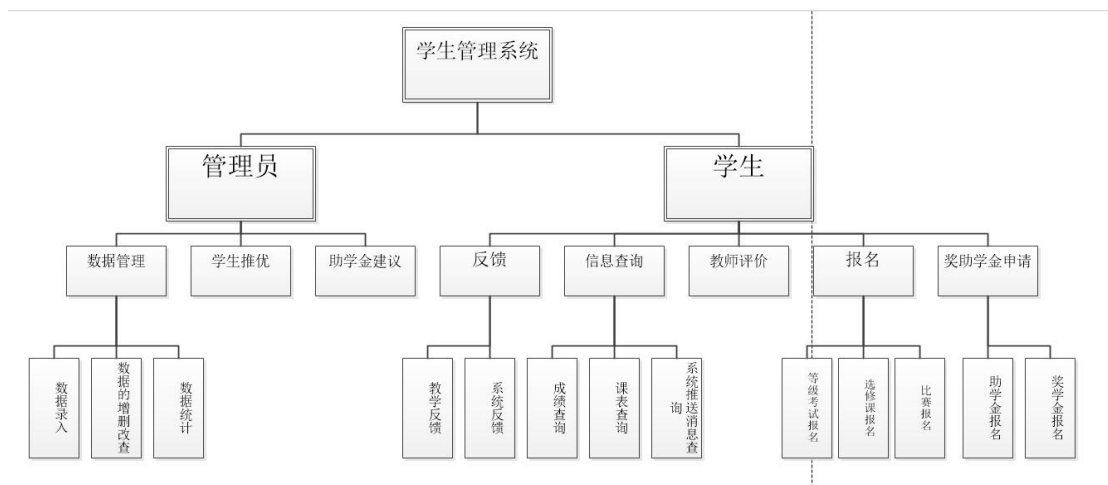 学生管理系统
管理员
学生
数据管理
学生推优
助学金建议
反馈
信息查询
教师评价
报名
奖助学金申请
数据录入
数据的增删改查
数据统计
教学反馈
系统反馈
成绩查询
课表查询
系统推送消息查
询
等级考试报名
选修课报名
比赛报名
助学金报名
奖学金报名